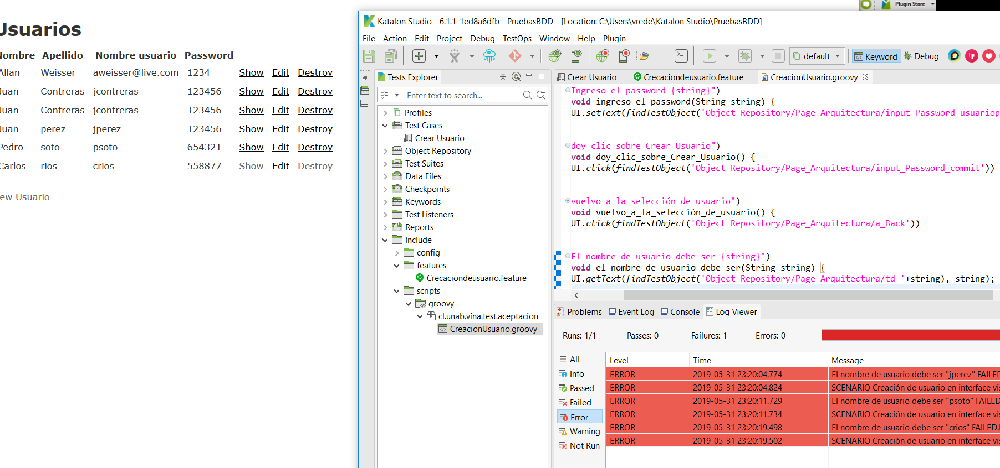 Plugin Store
Usuarios
Nombre Apellido Nombre usuario Password
Allan Weisser aweisser@live.com 1234 Show Edit Destroy
Juan Contreras jcontreras 123456 Show Edit Destroy
Juan Contreras jcontreras 123456 Show Edit Destroy
Juan perez jperez 123456 Show Edit Destroy
Pedro soto psoto 654321 Show Edit Destroy
Carlos rios crios 558877 Show Edit Destroy
ew Usuario
Katalon Studio - 6.1.1-1ed8a6dfb - PruebasBDD - [Location: C:\Users\vrede\Katalon Studio\PruebasBDD]
File Action Edit Project Debug TestOps Window Help Plugin
default Keyword Debug
Tests Explorer
Enter text to search...
Profiles
Test Cases
Crear Usuario
Object Repository
Test Suites
Data Files
Checkpoints
Keywords
Test Listeners
Reports
Include
config
features
Crecaciondeusuario.feature
scripts
groovy
cl.unab.vina.test.aceptacion
CreacionUsuario.groovy
Crear Usuario Crecaciondeusuario.feature CreacionUsuario.groovy
Ingreso el password {string}")
void ingreso_el_password(String string) {
UI.setText(findTestObject('Object Repository/Page_Arquitectura/input_Password_usuariop
doy clic sobre Crear Usuario")
void doy_clic_sobre_Crear_Usuario() {
UI.click(findTestObject('Object Repository/Page_Arquitectura/input_Password_commit'))
vuelvo a la selección de usuario")
void vuelvo_a_la_selección_de_usuario() {
UI.click(findTestObject('Object Repository/Page_Arquitectura/a_Back'))
El nombre de usuario debe ser {string}")
void el_nombre_de_usuario_debe_ser(String string) {
UI.getText(findTestObject('Object Repository/Page_Arquitectura/td_'+string), string);
Problems Event Log Console Log Viewer
Runs: 1/1 Passes: 0 Failures: 1 Errors: 0
All
Info
Passed
Failed
Error
Warning
Not Run
Level Time Message
ERROR 2019-05-31 23:20:04.774 El nombre de usuario debe ser "jperez" FAILED
ERROR 2019-05-31 23:20:04.824 SCENARIO Creación de usuario en interface vis
ERROR 2019-05-31 23:20:11.729 El nombre de usuario debe ser "psoto" FAILED
ERROR 2019-05-31 23:20:11.734 SCENARIO Creación de usuario en interface vis
ERROR 2019-05-31 23:20:19.498 El nombre de usuario debe ser "crios" FAILED.
ERROR 2019-05-31 23:20:19.502 SCENARIO Creación de usuario en interface vis